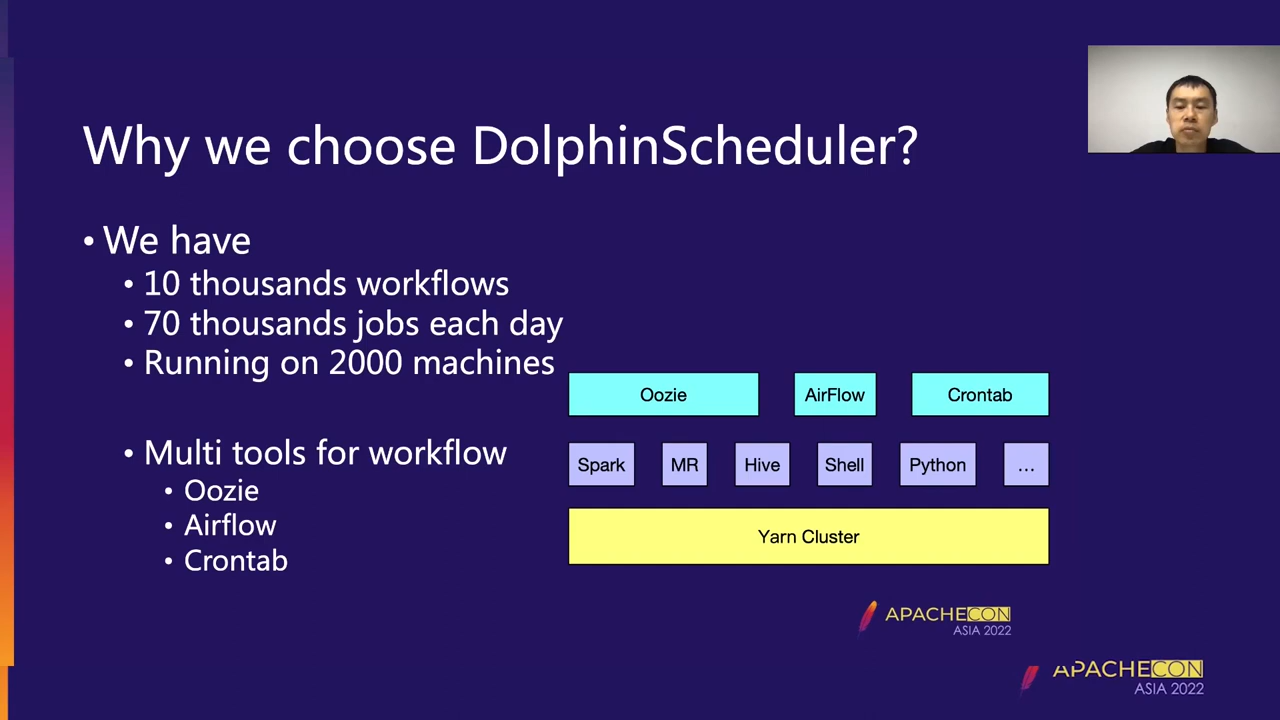 Why we choose DolphinScheduler?
• We have
• 10 thousands workflows
• 70 thousands jobs each day
• Running on 2000 machines
• Multi tools for workflow
• Oozie
• Airflow
• Crontab
Oozie AirFlow Crontab
Spark MR Hive Shell Python ...
Yarn Cluster
APACHECON
ASIA 2022
APACHECON
ASIA 2022